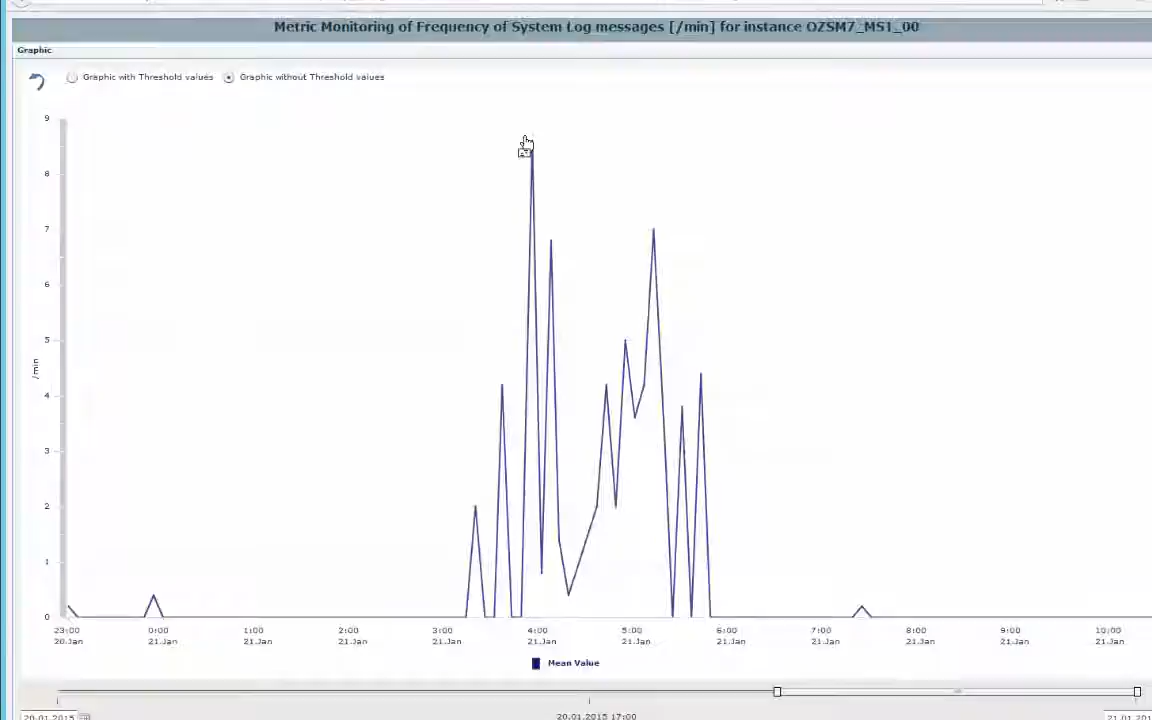 Metric Monitoring of Frequency of System Log messages [/min] for instance OZSM7_MS1_00
Graphic
Graphic with Threshold values Graphic without Threshold values
9
8
7
6
5
/min
4
3
2
1
0
23:00 0:00 1:00 2:00 3:00 4:00 5:00 6:00 7:00 8:00 9:00 10:00
20.Jan 21.Jan 21.Jan 21.Jan 21.Jan 21.Jan 21.Jan 21.Jan 21.Jan 21.Jan 21.Jan 21.Jan
Mean Value
20.01.2015 20.01.2015 17:00 21.01.201